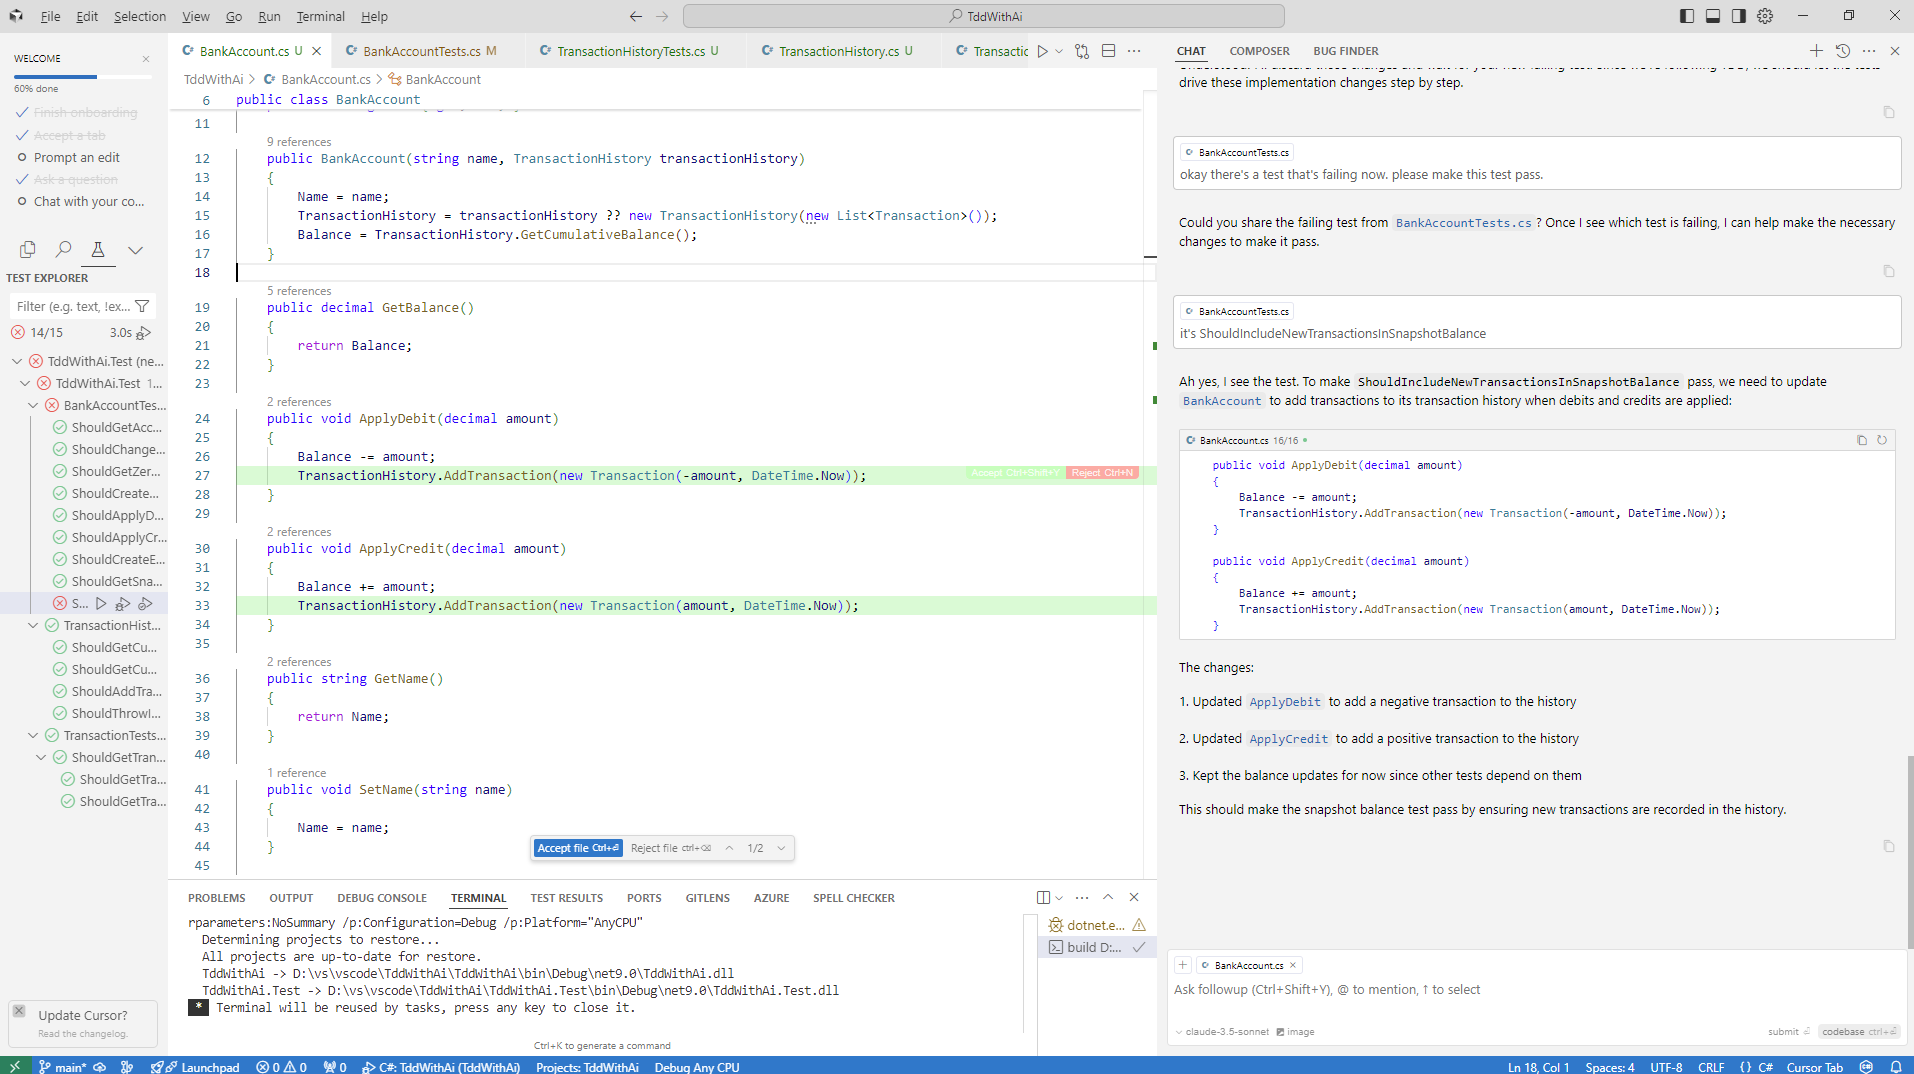 File Edit Selection View Go Run Terminal Help
TddWithAi
WELCOME
60% done
Finish onboarding
Accept a tab
Prompt an edit
Ask a question
Chat with your co...
TEST EXPLORER
Filter (e.g. text, !ex...
14/15 3.0s
TddWithAi.Test (ne...
TddWithAi.Test 1...
BankAccountTes...
ShouldGetAcc...
ShouldChange...
ShouldGetZer...
ShouldCreate...
ShouldApplyD...
ShouldApplyCr...
ShouldCreateE...
ShouldGetSna...
S...
TransactionHist...
ShouldGetCu...
ShouldGetCu...
ShouldAddTra...
ShouldThrowI...
TransactionTests...
ShouldGetTran...
ShouldGetTra...
ShouldGetTra...
Update Cursor?
Read the changelog.
BankAccount.cs U BankAccountTests.cs M TransactionHistoryTests.cs U TransactionHistory.cs U Transactic
TddWithAi > BankAccount.cs > BankAccount
6 public class BankAccount
11
9 references
12 public BankAccount(string name, TransactionHistory transactionHistory)
13 {
14 Name = name;
15 TransactionHistory = transactionHistory ?? new TransactionHistory(new List<Transaction>());
16 Balance = TransactionHistory.GetCumulativeBalance();
17 }
18
5 references
19 public decimal GetBalance()
20 {
21 return Balance;
22 }
23
2 references
24 public void ApplyDebit(decimal amount)
25 {
26 Balance -= amount;
27 TransactionHistory.AddTransaction(new Transaction(-amount, DateTime.Now)); Accept Ctrl+Shift+Y Reject Ctrl+N
28 }
29
2 references
30 public void ApplyCredit(decimal amount)
31 {
32 Balance += amount;
33 TransactionHistory.AddTransaction(new Transaction(amount, DateTime.Now));
34 }
35
2 references
36 public string GetName()
37 {
38 return Name;
39 }
40
1 reference
41 public void SetName(string name)
42 {
43 Name = name;
44 }
45
Accept file Ctrl+⏎ Reject file ctrl+⌫ 1/2
PROBLEMS OUTPUT DEBUG CONSOLE TERMINAL TEST RESULTS PORTS GITLENS AZURE SPELL CHECKER
rparameters:NoSummary /p:Configuration=Debug /p:Platform="AnyCPU"
Determining projects to restore...
All projects are up-to-date for restore.
TddWithAi -> D:\vs\vscode\TddWithAi\TddWithAi\bin\Debug\net9.0\TddWithAi.dll
TddWithAi.Test -> D:\vs\vscode\TddWithAi\TddWithAi.Test\bin\Debug\net9.0\TddWithAi.Test.dll
* Terminal will be reused by tasks, press any key to close it.
Ctrl+K to generate a command
dotnet.e...
build D:...
CHAT COMPOSER BUG FINDER
drive these implementation changes step by step.
BankAccountTests.cs
okay there's a test that's failing now. please make this test pass.
Could you share the failing test from BankAccountTests.cs? Once I see which test is failing, I can help make the necessary
changes to make it pass.
BankAccountTests.cs
it's ShouldIncludeNewTransactionsInSnapshotBalance
Ah yes, I see the test. To make ShouldIncludeNewTransactionsInSnapshotBalance pass, we need to update
BankAccount to add transactions to its transaction history when debits and credits are applied:
BankAccount.cs 16/16
public void ApplyDebit(decimal amount)
{
Balance -= amount;
TransactionHistory.AddTransaction(new Transaction(-amount, DateTime.Now));
}
public void ApplyCredit(decimal amount)
{
Balance += amount;
TransactionHistory.AddTransaction(new Transaction(amount, DateTime.Now));
}
The changes:
1. Updated ApplyDebit to add a negative transaction to the history
2. Updated ApplyCredit to add a positive transaction to the history
3. Kept the balance updates for now since other tests depend on them
This should make the snapshot balance test pass by ensuring new transactions are recorded in the history.
BankAccount.cs
Ask followup (Ctrl+Shift+Y), @ to mention, ↑ to select
claude-3.5-sonnet image submit ⏎ codebase ctrl+⏎
main* Launchpad 0 0 0 C#: TddWithAi (TddWithAi) Projects: TddWithAi Debug Any CPU Ln 18, Col 1 Spaces: 4 UTF-8 CRLF {} C# Cursor Tab